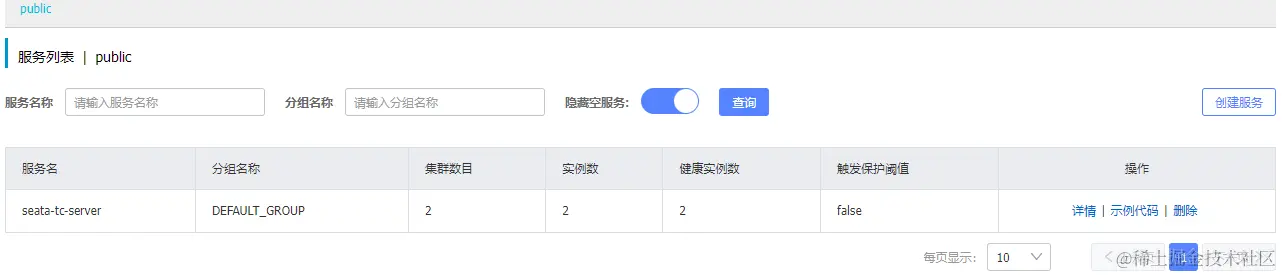 public
服务列表 | public
服务名称 请输入服务名称 分组名称 请输入分组名称 隐藏空服务: 查询 创建服务
服务名 分组名称 集群数目 实例数 健康实例数 触发保护阈值 操作
seata-tc-server DEFAULT_GROUP 2 2 2 false 详情 | 示例代码 | 删除
每页显示: 10 < 1
@稀土掘金技术社区